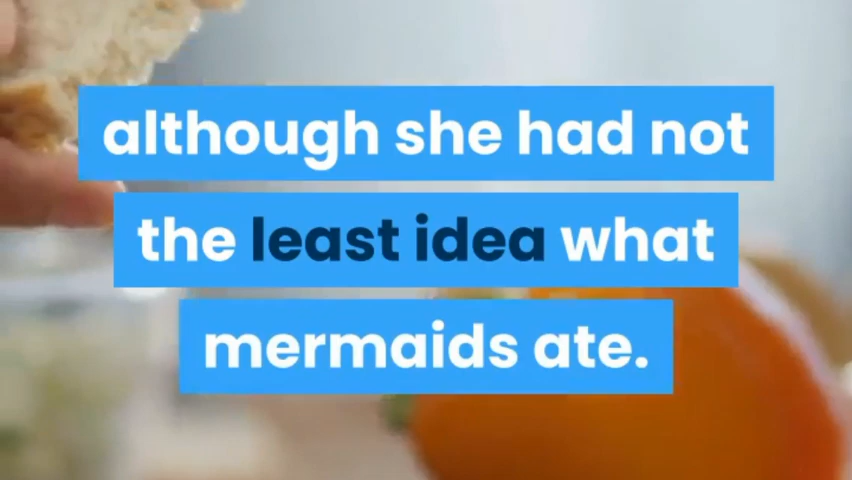 although she had not
the least idea what
mermaids ate.